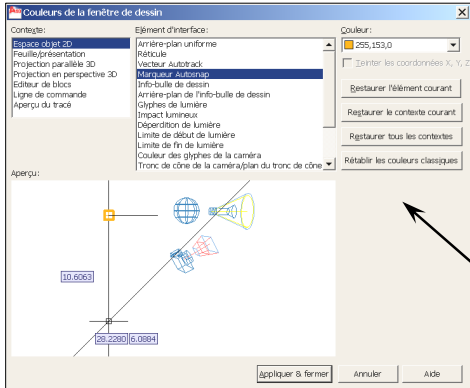 Couleurs de la fenêtre de dessin
Contexte:
Espace objet 2D
Feuille/présentation
Projection parallèle 3D
Projection en perspective 3D
Editeur de blocs
Ligne de commande
Aperçu du tracé
Elément d'interface:
Arrière-plan uniforme
Réticule
Vecteur Autotrack
Marqueur Autosnap
Info-bulle de dessin
Arrière-plan de l'info-bulle de dessin
Glyphes de lumière
Impact lumineux
Déperdition de lumière
Limite de début de lumière
Limite de fin de lumière
Couleur des glyphes de la caméra
Tronc de cône de la caméra/plan du tronc de cône
Couleur:
255,153,0
Teinter les coordonnées X, Y, Z
Restaurer l'élément courant
Restaurer le contexte courant
Restaurer tous les contextes
Rétablir les couleurs classiques
Aperçu:
10.6063
28.2280 6.0884
Appliquer & fermer
Annuler
Aide